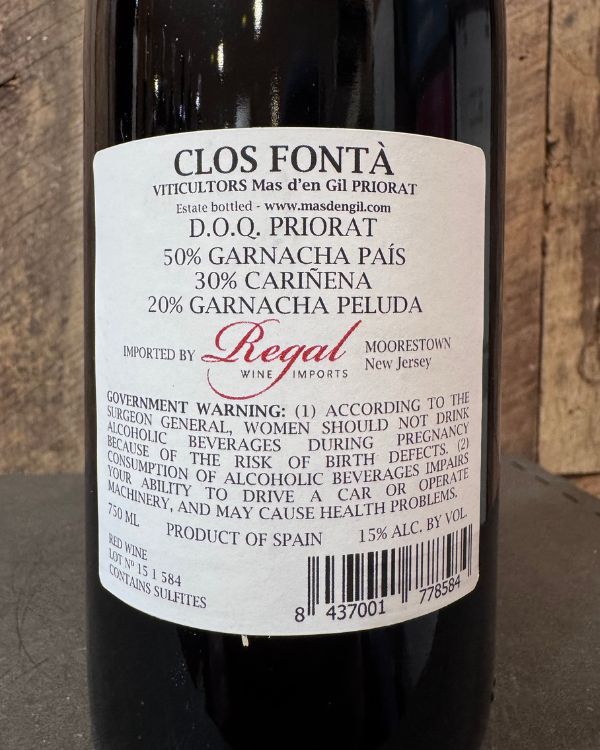 CLOS FONTÀ
VITICULTORS Mas d'en Gil PRIORAT
Estate bottled - www.masdengil.com
D.O.Q. PRIORAT
50% GARNACHA PAÍS
30% CARIÑENA
20% GARNACHA PELUDA
IMPORTED BY Regal MOORESTOWN
WINE IMPORTS New Jersey
GOVERNMENT WARNING: (1) ACCORDING TO THE
SURGEON GENERAL, WOMEN SHOULD NOT DRINK
ALCOHOLIC BEVERAGES DURING PREGNANCY
BECAUSE OF THE RISK OF BIRTH DEFECTS. (2)
CONSUMPTION OF ALCOHOLIC BEVERAGES IMPAIRS
YOUR ABILITY TO DRIVE A CAR OR OPERATE
MACHINERY, AND MAY CAUSE HEALTH PROBLEMS.
750 ML PRODUCT OF SPAIN 15% ALC. BY VOL.
RED WINE
LOT Nº 15 1 584
CONTAINS SULFITES
8 437001 778584